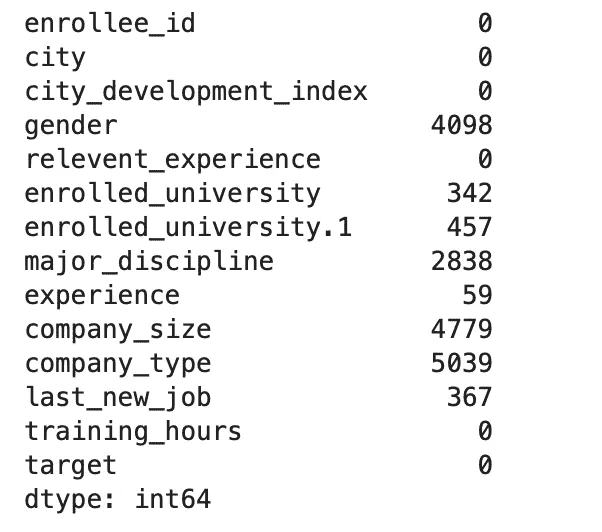 enrollee_id 0
city 0
city_development_index 0
gender 4098
relevent_experience 0
enrolled_university 342
enrolled_university.1 457
major_discipline 2838
experience 59
company_size 4779
company_type 5039
last_new_job 367
training_hours 0
target 0
dtype: int64